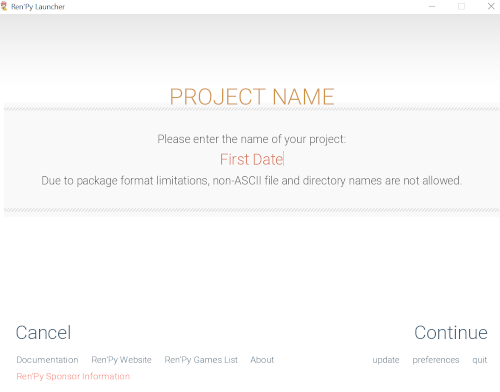 Ren'Py Launcher
PROJECT NAME
Please enter the name of your project:
First Date
Due to package format limitations, non-ASCII file and directory names are not allowed.
Cancel
Continue
Documentation Ren'Py Website Ren'Py Games List About update preferences quit
Ren'Py Sponsor Information